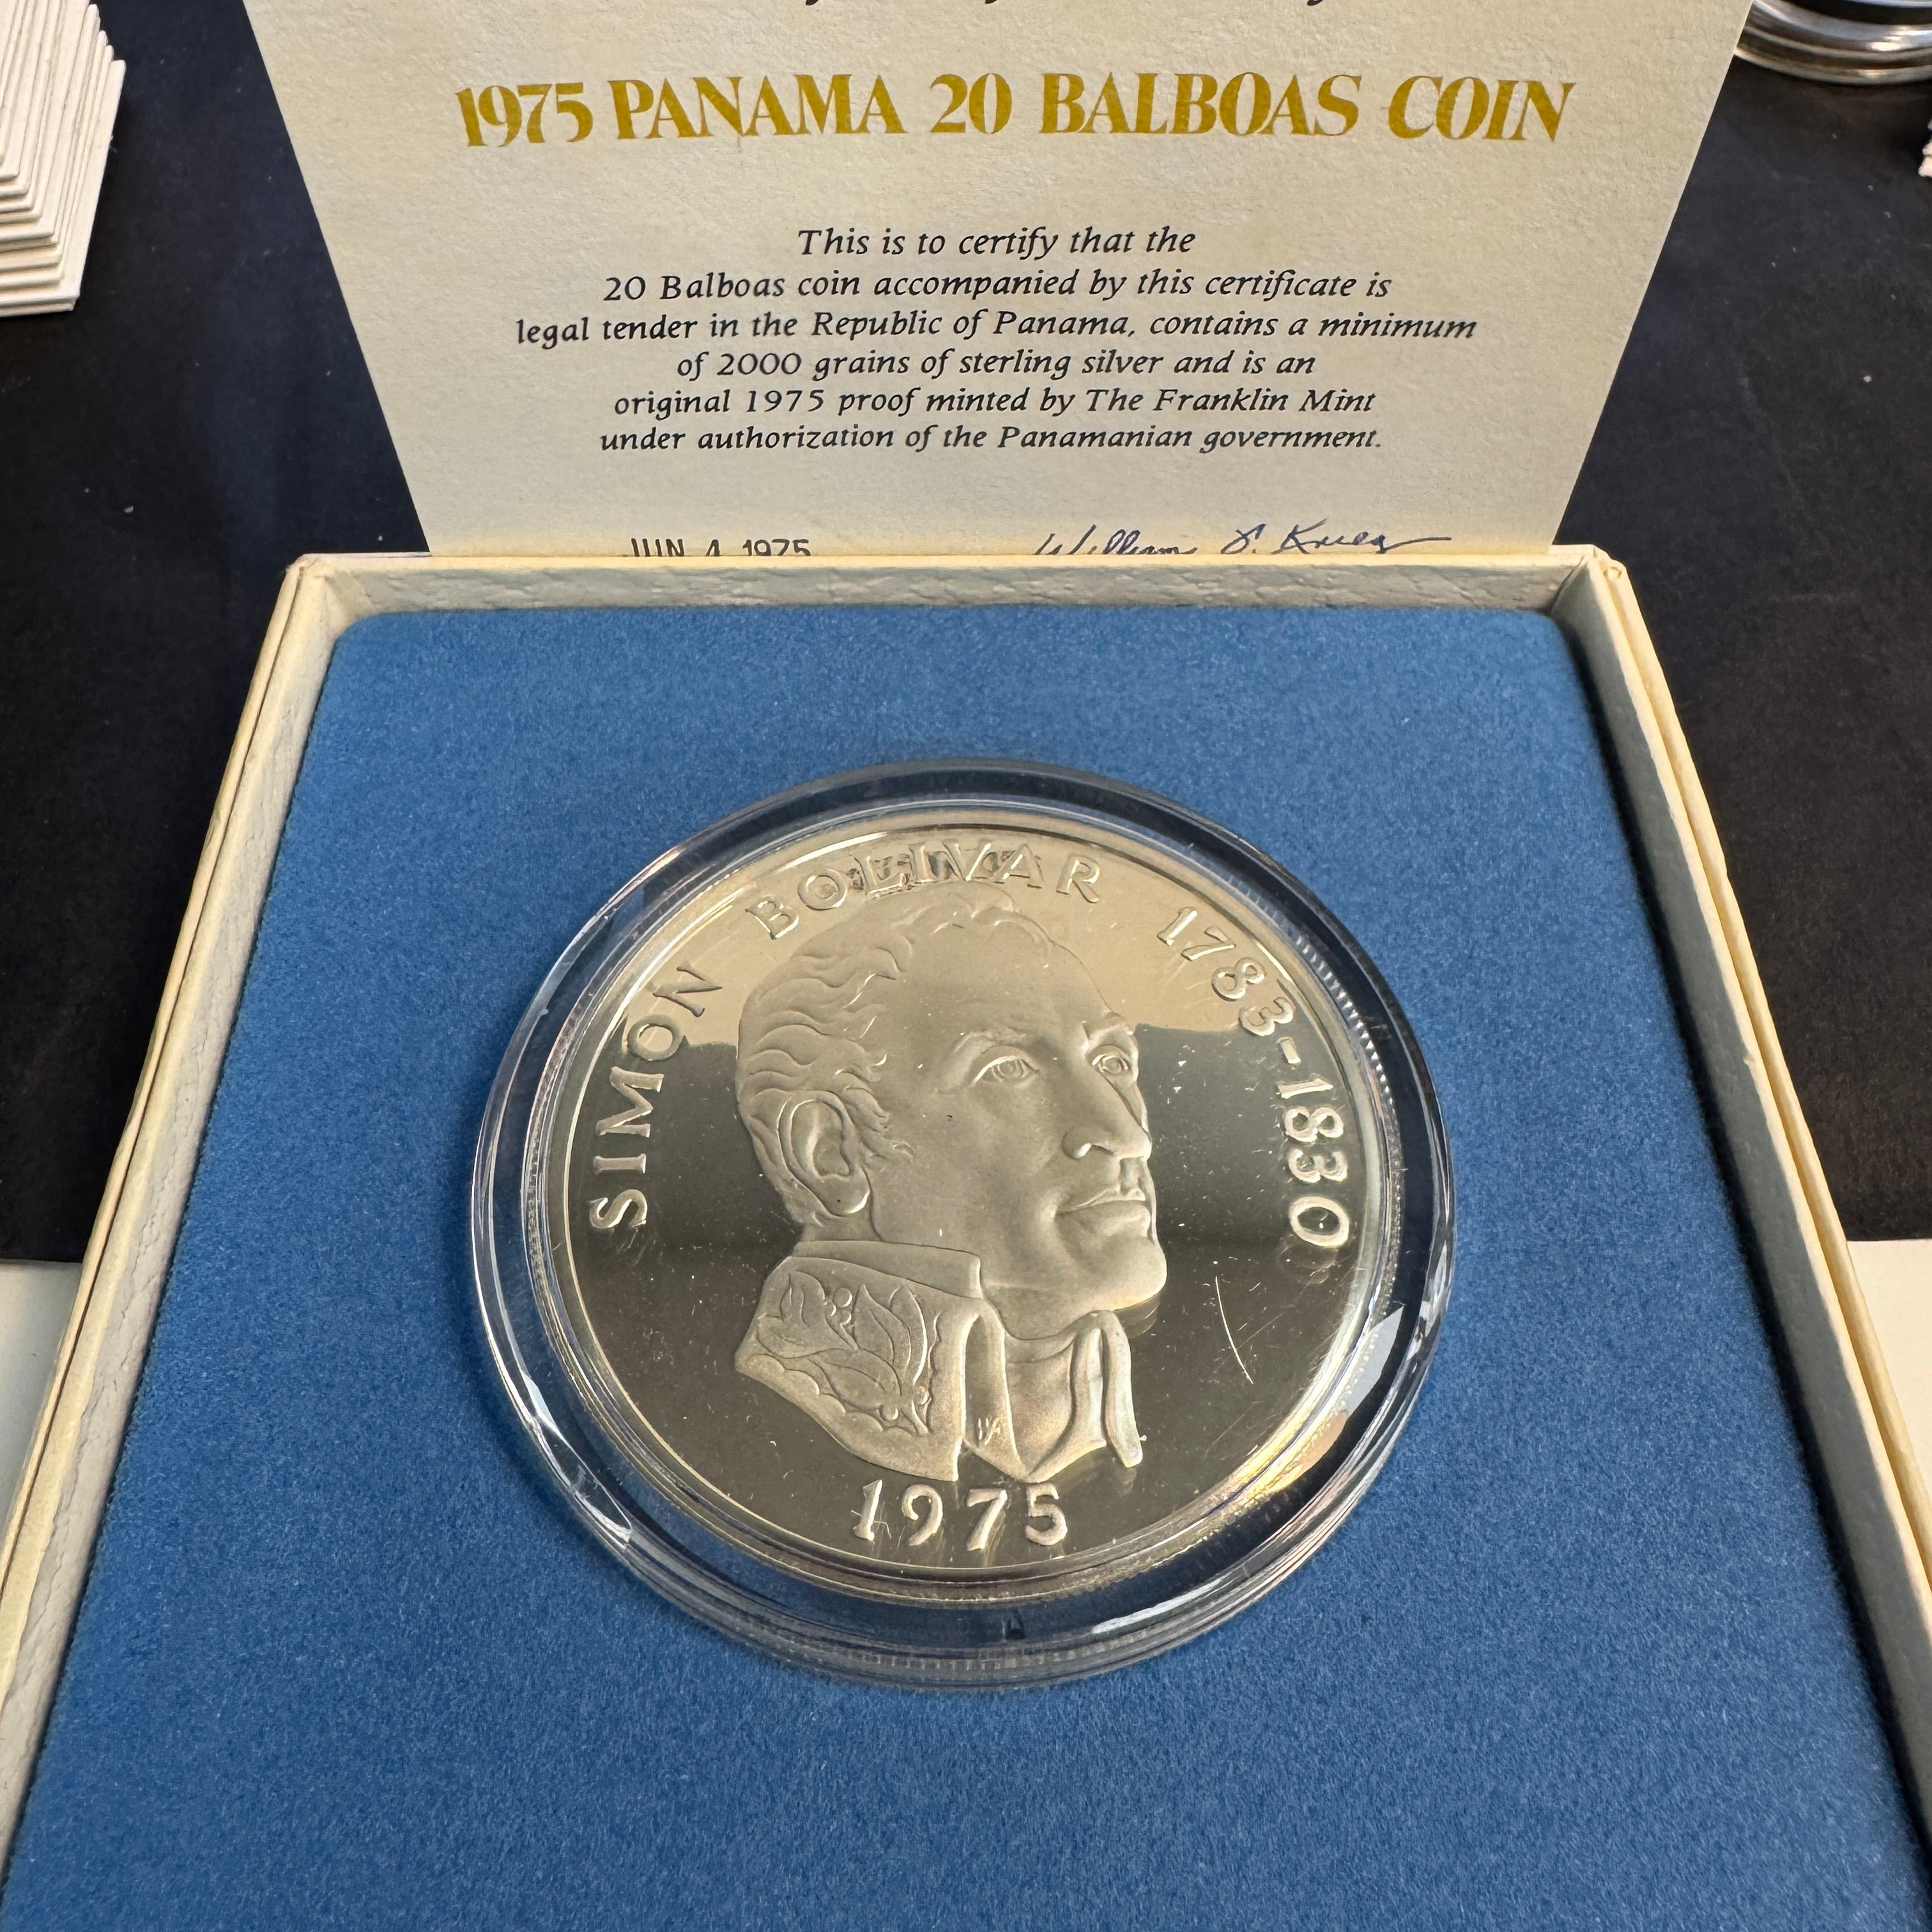 1975 PANAMA 20 BALBOAS COIN
This is to certify that the
20 Balboas coin accompanied by this certificate is
legal tender in the Republic of Panama, contains a minimum
of 2000 grains of sterling silver and is an
original 1975 proof minted by The Franklin Mint
under authorization of the Panamanian government.
JUN 4 1975
William
SIMON BOLIVAR 1783-1830
1975